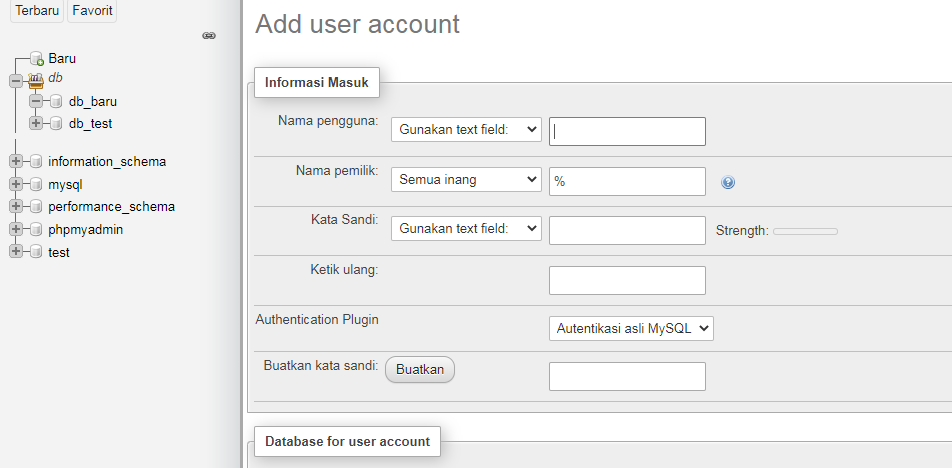 Terbaru Favorit
Baru
db
db_baru
db_test
information_schema
mysql
performance_schema
phpmyadmin
test
Add user account
Informasi Masuk
Nama pengguna: Gunakan text field:
Nama pemilik: Semua inang %
Kata Sandi: Gunakan text field: Strength:
Ketik ulang:
Authentication Plugin Autentikasi asli MySQL
Buatkan kata sandi: Buatkan
Database for user account